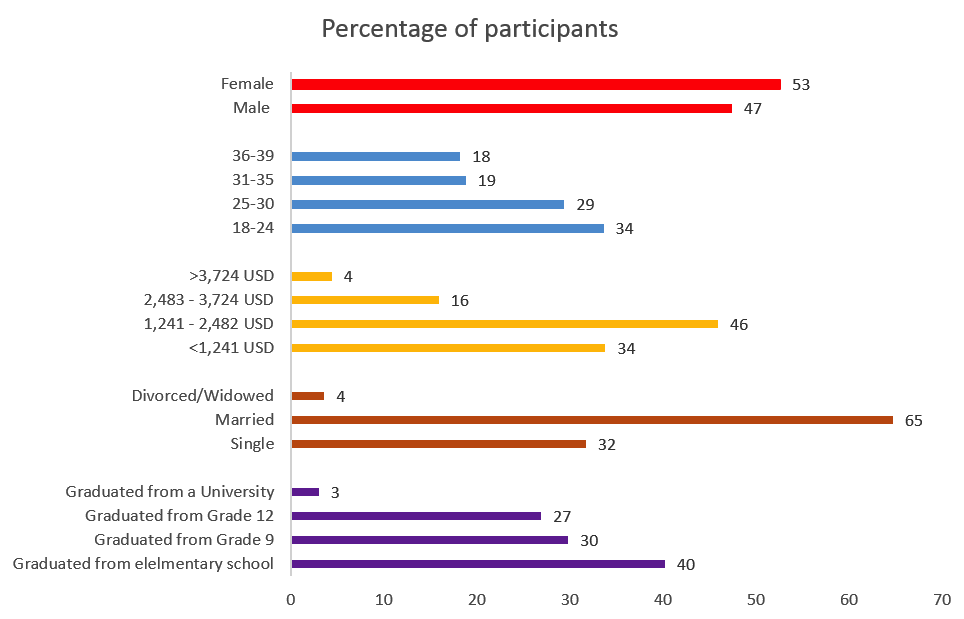 Percentage of participants
Female 53
Male 47
36-39 18
31-35 19
25-30 29
18-24 34
>3,724 USD 4
2,483 - 3,724 USD 16
1,241 - 2,482 USD 46
<1,241 USD 34
Divorced/Widowed 4
Married 65
Single 32
Graduated from a University 3
Graduated from Grade 12 27
Graduated from Grade 9 30
Graduated from elelmentary school 40
0 10 20 30 40 50 60 70